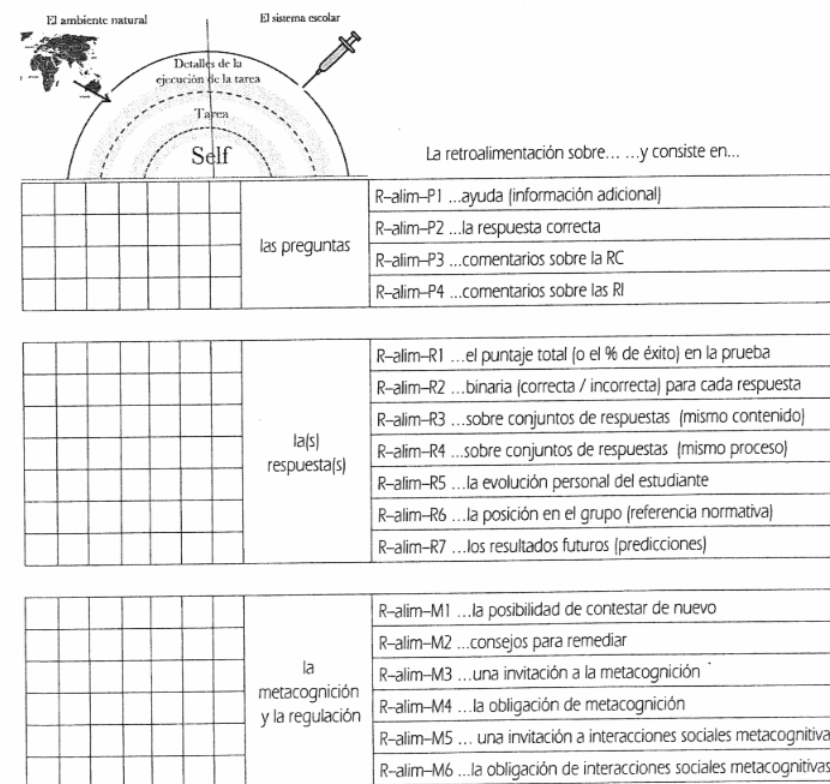 El ambiente natural
El sistema escolar
Detalles de la
ejecución de la tarea
Tarea
Self
La retroalimentación sobre... ...y consiste en...
las preguntas
R–alim–P1 ...ayuda (información adicional)
R–alim–P2 ...la respuesta correcta
R–alim–P3 ...comentarios sobre la RC
R–alim–P4 ...comentarios sobre las RI
la(s)
respuesta(s)
R–alim–R1 ...el puntaje total (o el % de éxito) en la prueba
R–alim–R2 ...binaria (correcta / incorrecta) para cada respuesta
R–alim–R3 ...sobre conjuntos de respuestas (mismo contenido)
R–alim–R4 ...sobre conjuntos de respuestas (mismo proceso)
R–alim–R5 ...la evolución personal del estudiante
R–alim–R6 ...la posición en el grupo (referencia normativa)
R–alim–R7 ...los resultados futuros (predicciones)
la
metacognición
y la regulación
R–alim–M1 ...la posibilidad de contestar de nuevo
R–alim–M2 ...consejos para remediar
R–alim–M3 ...una invitación a la metacognición
R–alim–M4 ...la obligación de metacognición
R–alim–M5 ... una invitación a interacciones sociales metacognitiva
R–alim–M6 ...la obligación de interacciones sociales metacognitivas